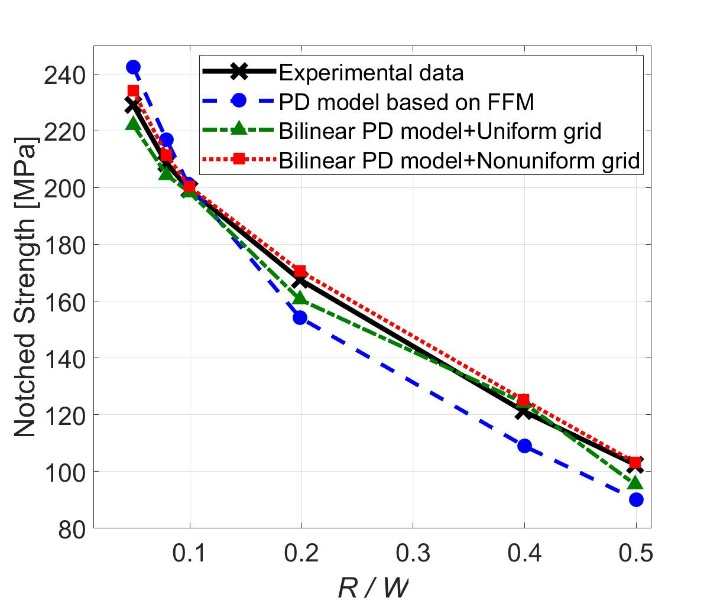 Experimental data
PD model based on FFM
Bilinear PD model+Uniform grid
Bilinear PD model+Nonuniform grid
Notched Strength [MPa]
240
220
200
180
160
140
120
100
80
0.1 0.2 0.3 0.4 0.5
R / W